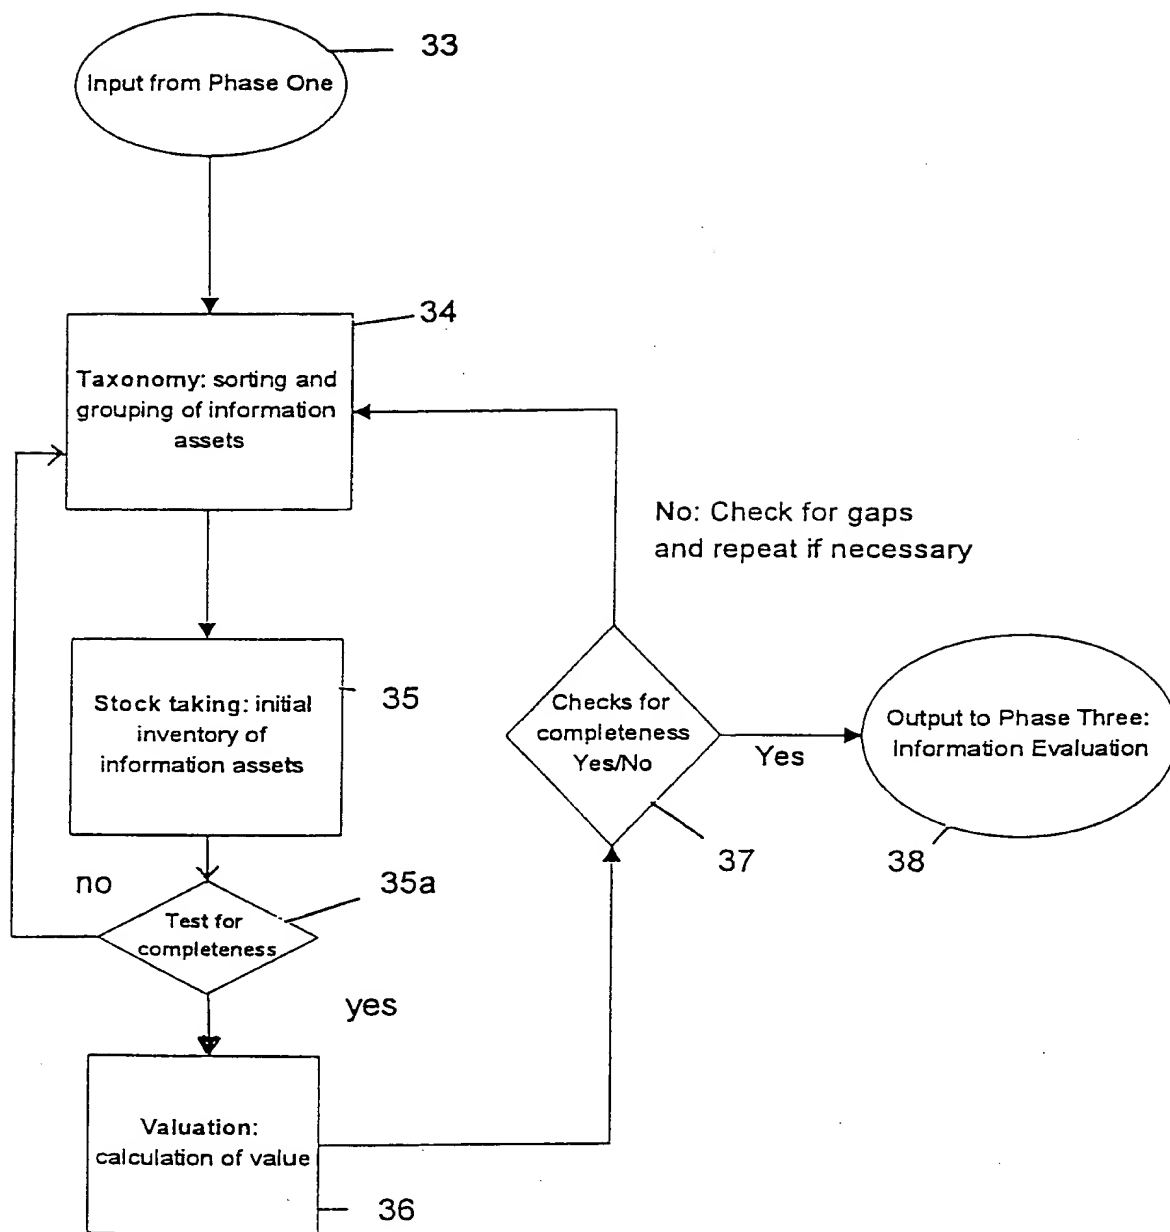 33
Input from Phase One
34
Taxonomy: sorting and
grouping of information
assets
No: Check for gaps
and repeat if necessary
35
Stock taking: initial
inventory of
information assets
Checks for
completeness
Yes/No
Yes
Output to Phase Three:
Information Evaluation
37
38
no
35a
Test for
completeness
yes
Valuation:
calculation of value
36